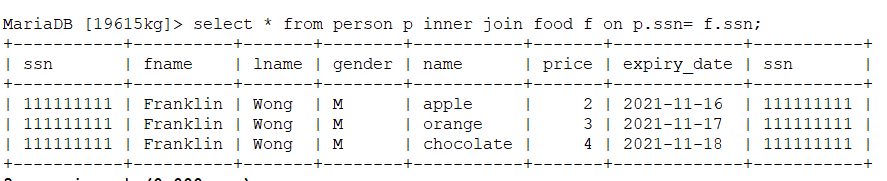 MariaDB [19615kg]> select * from person p inner join food f on p.ssn= f.ssn;
+-----------+----------+-------+--------+-----------+-------+-------------+-----------+
| ssn       | fname    | lname | gender | name      | price | expiry_date | ssn       |
+-----------+----------+-------+--------+-----------+-------+-------------+-----------+
| 111111111 | Franklin | Wong  | M      | apple     |     2 | 2021-11-16  | 111111111 |
| 111111111 | Franklin | Wong  | M      | orange    |     3 | 2021-11-17  | 111111111 |
| 111111111 | Franklin | Wong  | M      | chocolate |     4 | 2021-11-18  | 111111111 |
+-----------+----------+-------+--------+-----------+-------+-------------+-----------+